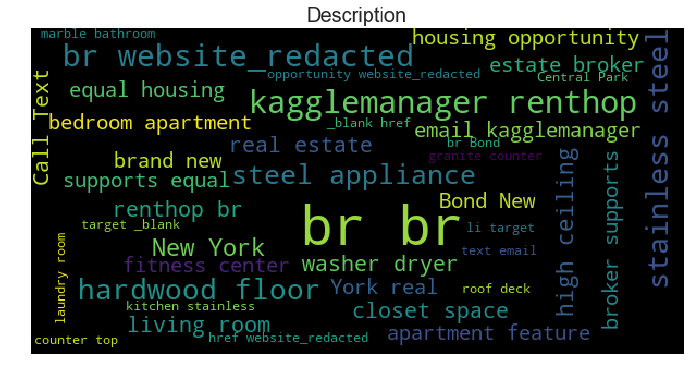 Description
marble bathroom
housing opportunity
br website_redacted
estate broker
opportunity website_redacted
Central Park
equal housing
kagglemanager renthop
Call Text
stainless steel
bedroom apartment
_blank href
email kagglemanager
real estate
br Bond
brand new
granite counter
supports equal
steel appliance
high ceiling
broker supports
renthop br
Bond New
br br
target _blank
li target
New York
text email
fitness center
washer dryer
laundry room
hardwood floor
York real
roof deck
kitchen stainless
closet space
living room
apartment feature
counter top
href website_redacted